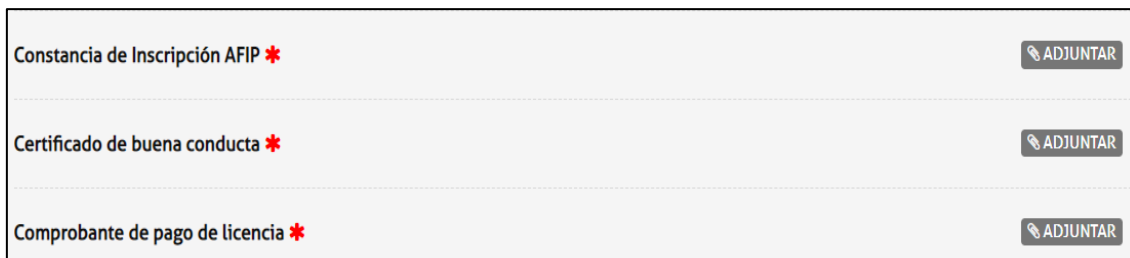 Constancia de Inscripción AFIP * ADJUNTAR
Certificado de buena conducta * ADJUNTAR
Comprobante de pago de licencia * ADJUNTAR